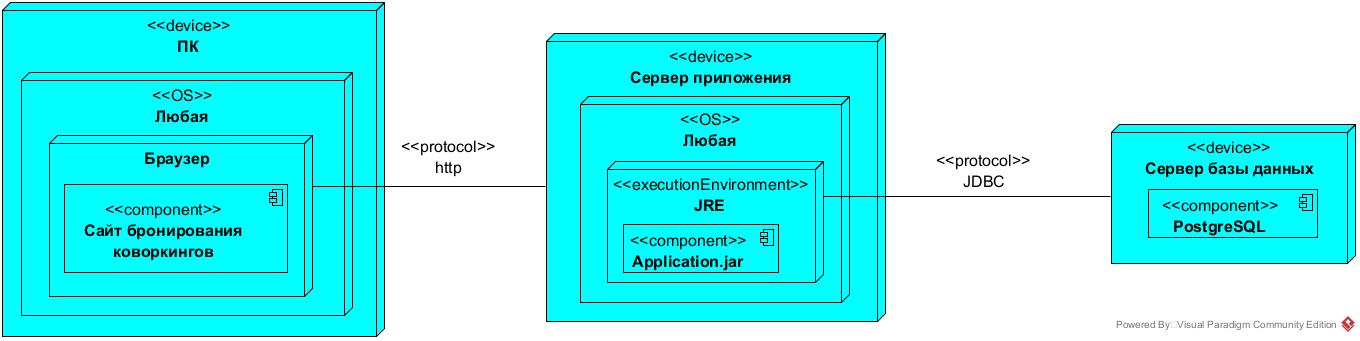 <<device>>
ПК
<<OS>>
Любая
Браузер
<<component>>
Сайт бронирования
коворкингов
<<protocol>>
http
<<device>>
Сервер приложения
<<OS>>
Любая
<<executionEnvironment>>
JRE
<<component>>
Application.jar
<<protocol>>
JDBC
<<device>>
Сервер базы данных
<<component>>
PostgreSQL
Powered By Visual Paradigm Community Edition